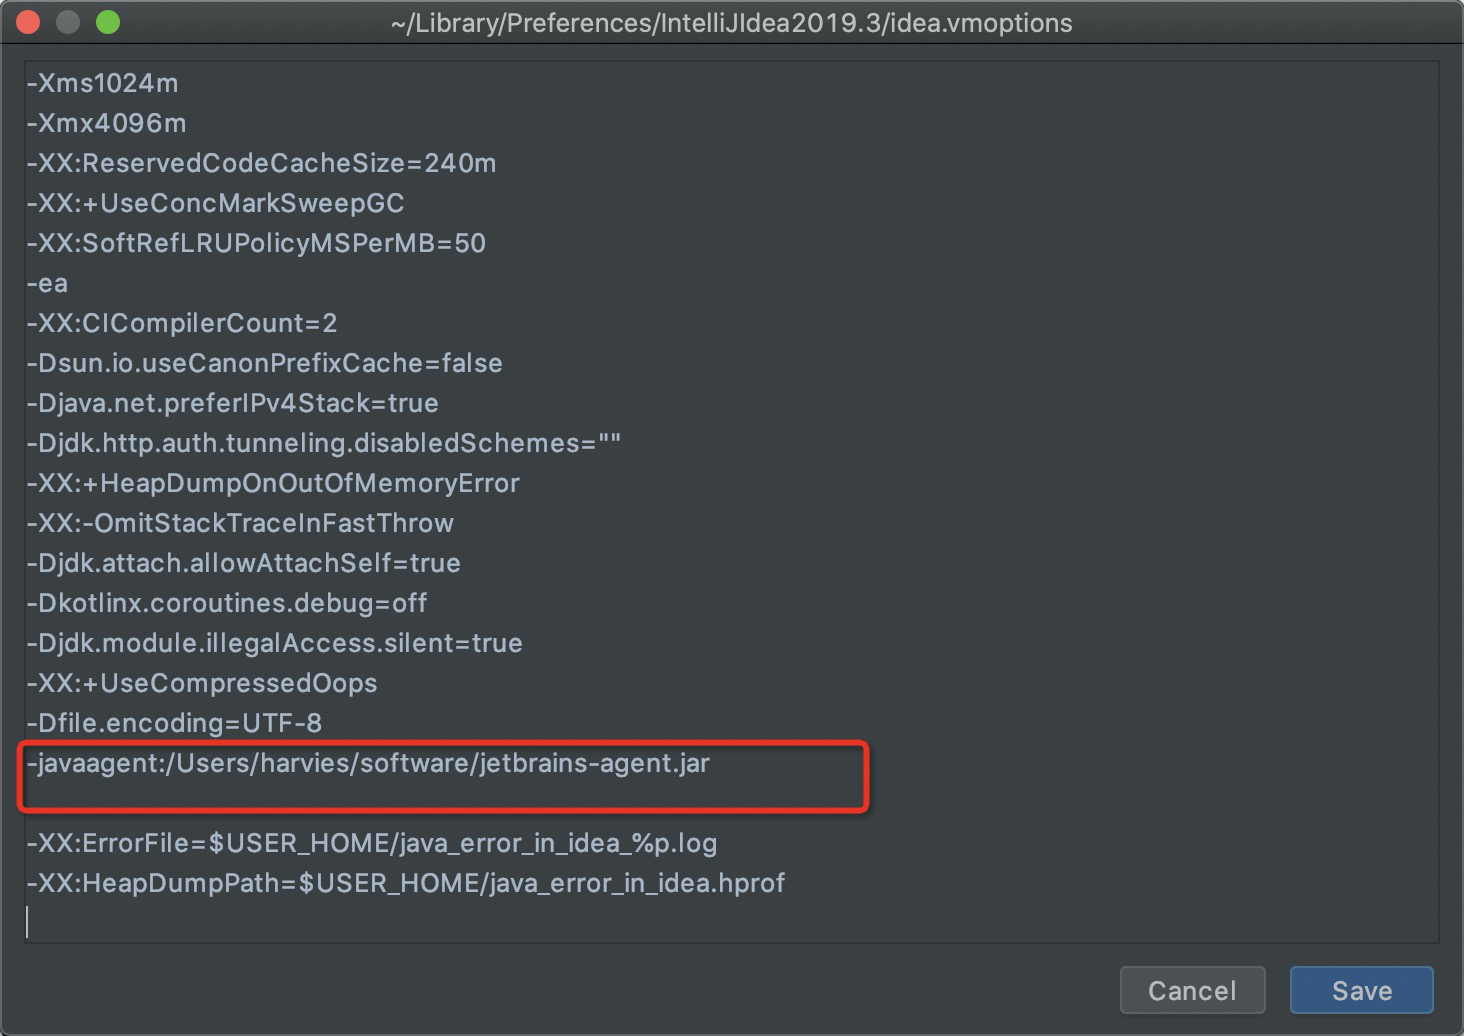 ~/Library/Preferences/IntelliJIdea2019.3/idea.vmoptions
-Xms1024m
-Xmx4096m
-XX:ReservedCodeCacheSize=240m
-XX:+UseConcMarkSweepGC
-XX:SoftRefLRUPolicyMSPerMB=50
-ea
-XX:CICompilerCount=2
-Dsun.io.useCanonPrefixCache=false
-Djava.net.preferIPv4Stack=true
-Djdk.http.auth.tunneling.disabledSchemes=""
-XX:+HeapDumpOnOutOfMemoryError
-XX:-OmitStackTraceInFastThrow
-Djdk.attach.allowAttachSelf=true
-Dkotlinx.coroutines.debug=off
-Djdk.module.illegalAccess.silent=true
-XX:+UseCompressedOops
-Dfile.encoding=UTF-8
-javaagent:/Users/harvies/software/jetbrains-agent.jar
-XX:ErrorFile=$USER_HOME/java_error_in_idea_%p.log
-XX:HeapDumpPath=$USER_HOME/java_error_in_idea.hprof
Cancel
Save